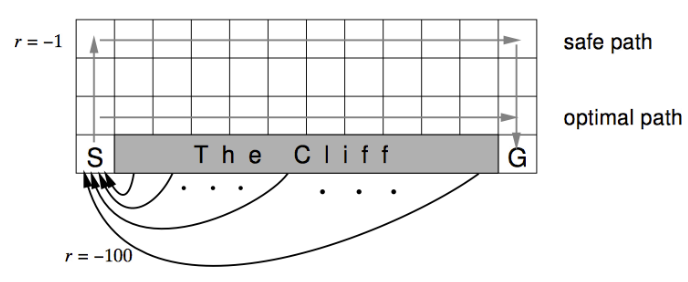 r = −1
safe path
optimal path
S
The Cliff
G
r = −100